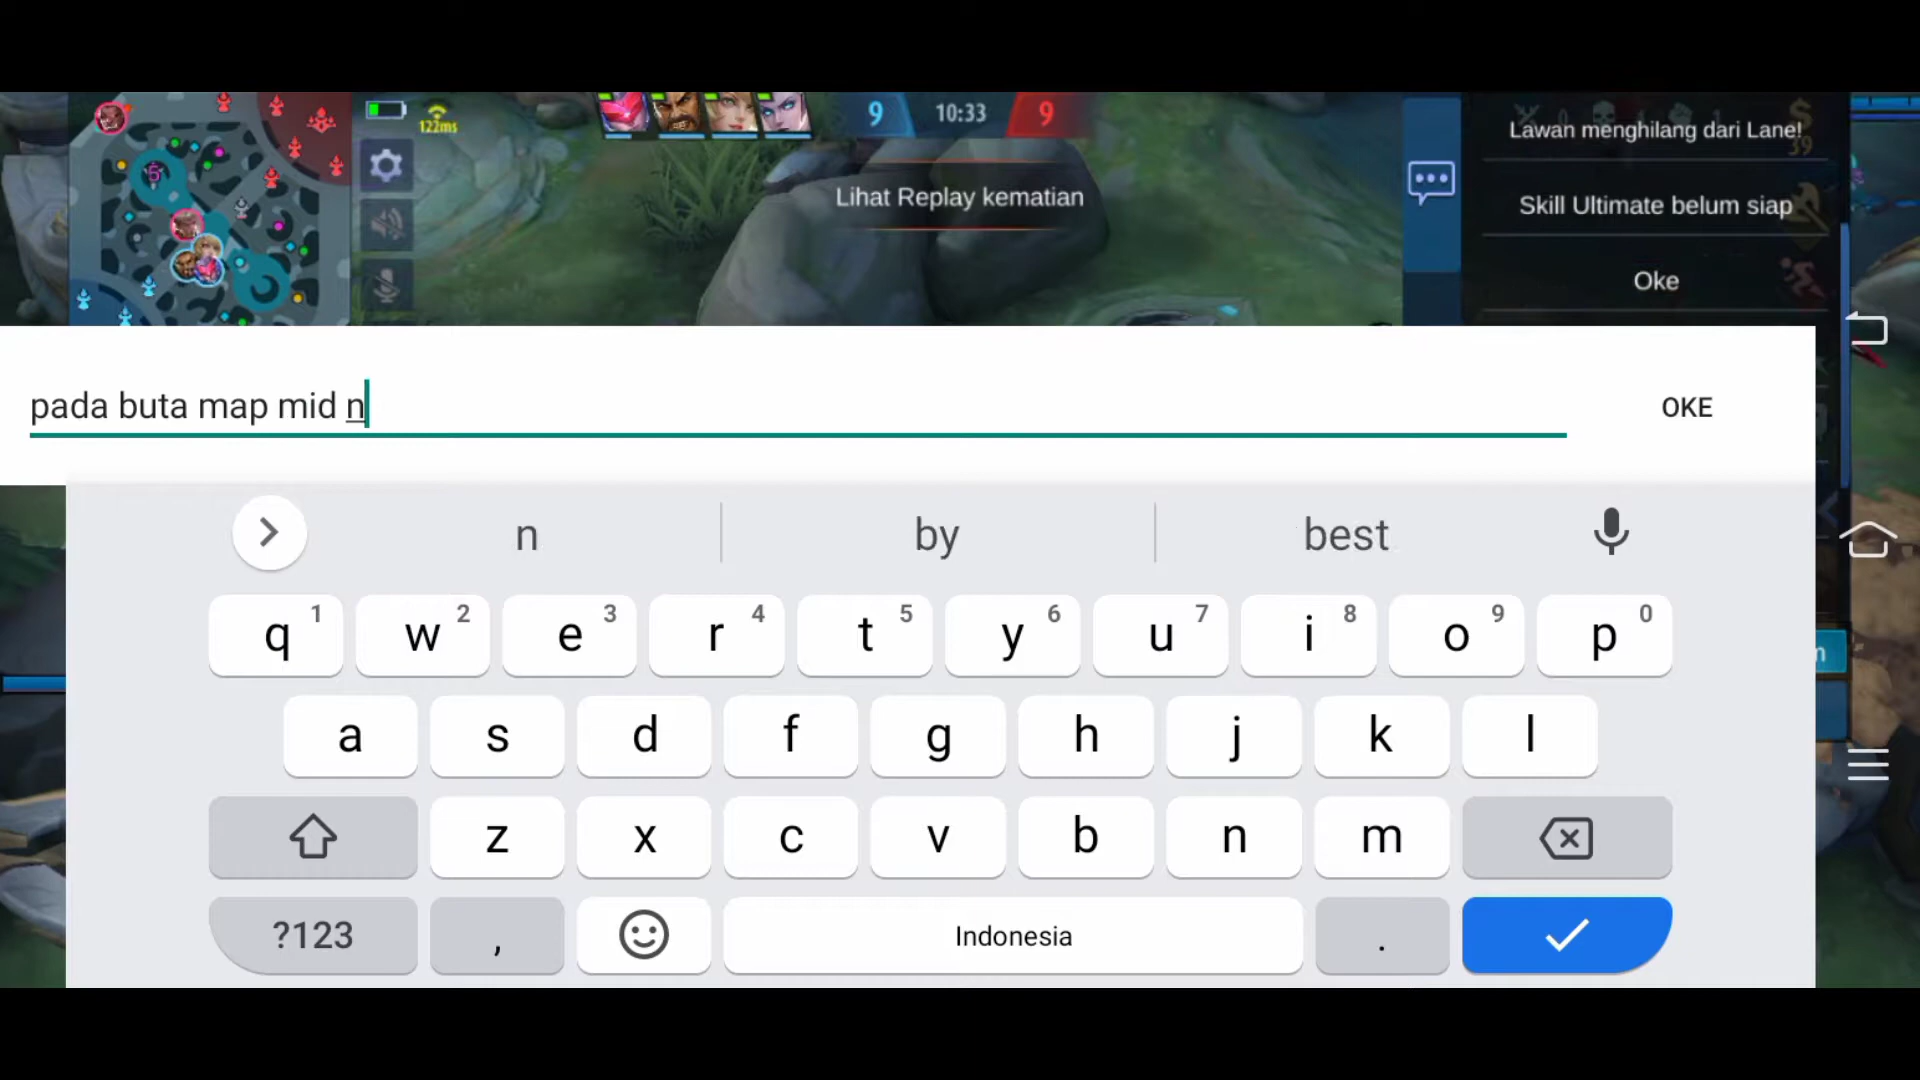 122ms
9 10:33 9
Lihat Replay kematian
Lawan menghilang dari Lane!
39
Skill Ultimate belum siap
Oke
pada buta map mid n
OKE
n by best
q 1 w 2 e 3 r 4 t 5 y 6 u 7 i 8 o 9 p 0
a s d f g h j k l
z x c v b n m
?123 , Indonesia .